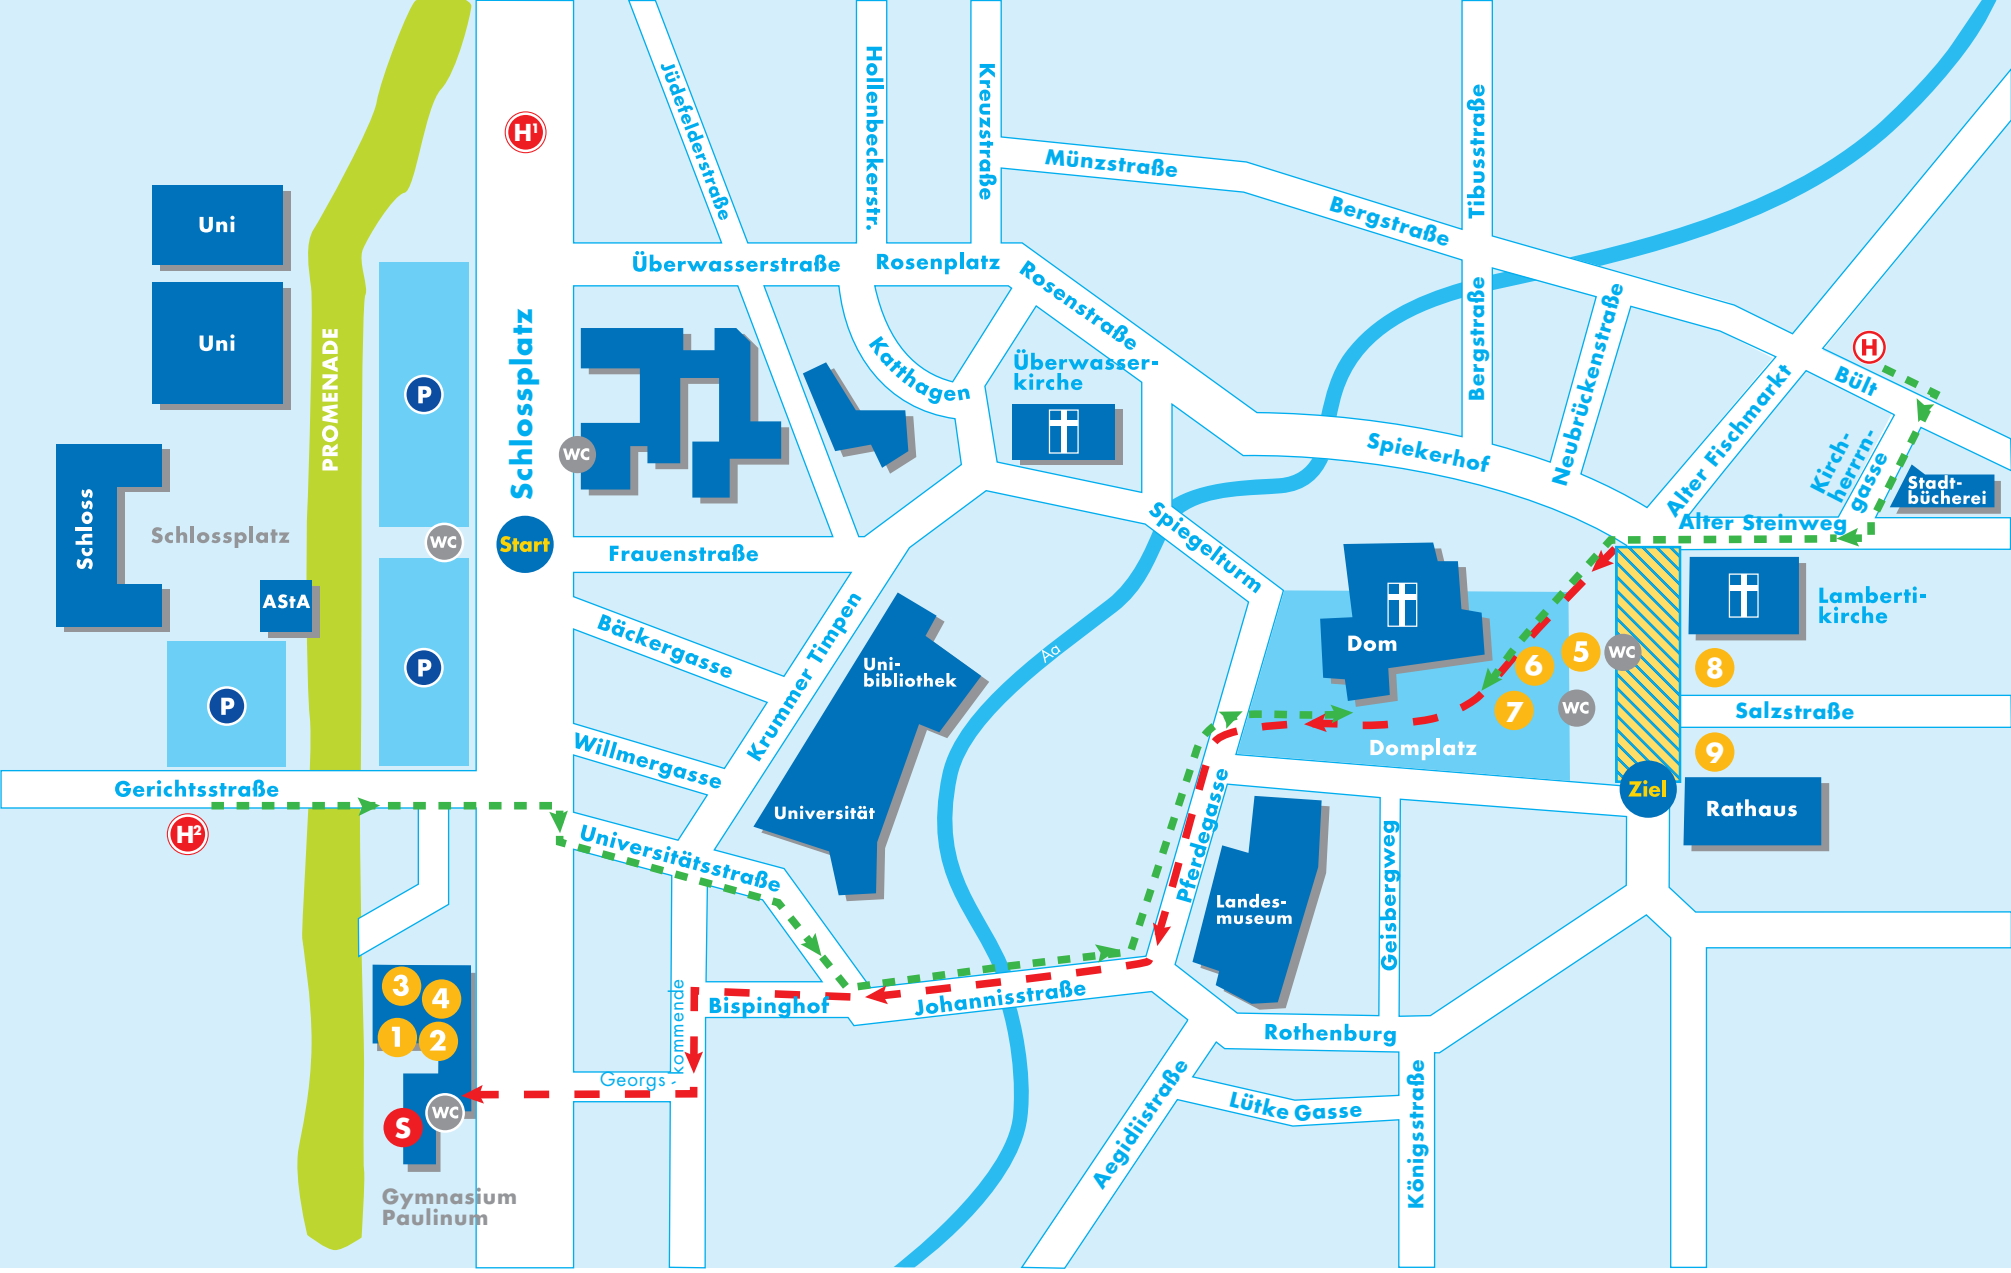 Jüdefelderstraße
Hollenbeckerstr.
Kreuzstraße
Münzstraße
Tibusstraße
Bergstraße
H¹
Uni
Uni
Überwasserstraße
Rosenplatz
Rosenstraße
Bergstraße
Neubrückenstraße
PROMENADE
P
Schlossplatz
WC
Katthagen
Überwasser-
kirche
Spiekerhof
Alter Fischmarkt
H
Bült
Kirch-
herrrn-
gasse
Stadt-
bücherei
Schloss
Schlossplatz
WC
Start
Frauenstraße
Spiegelturm
Alter Steinweg
AStA
P
P
Bäckergasse
Krummer Timpen
Uni-
bibliothek
Universität
Aa
Dom
Domplatz
6
5
WC
7
WC
Lamberti-
kirche
8
Salzstraße
9
Ziel
Rathaus
Willmergasse
Gerichtsstraße
H²
Universitätsstraße
Pferdegasse
Landes-
museum
Geisbergweg
3
4
1
2
WC
S
Gymnasium
Paulinum
Georgs-
kommende
Bispinghof
Johannisstraße
Rothenburg
Aegidiistraße
Lütke Gasse
Königsstraße